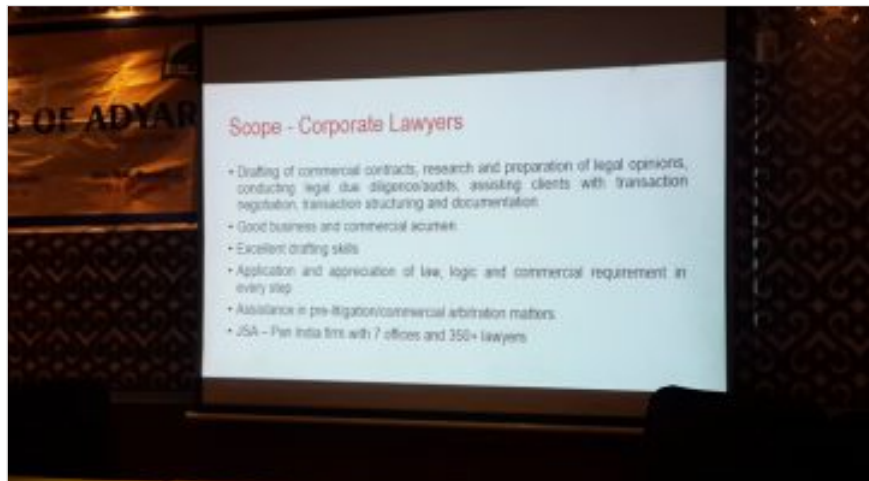 B OF ADYAR
Scope - Corporate Lawyers
• Drafting of commercial contracts, research and preparation of legal opinions,
conducting legal due diligence/audits, assisting clients with transaction
negotiation, transaction structuring and documentation
• Good business and commercial acumen
• Excellent drafting skills
• Application and appreciation of law, logic and commercial requirement in
every step
• Assistance in pre-litigation/commercial arbitration matters
• JSA – Pan India firm with 7 offices and 350+ lawyers